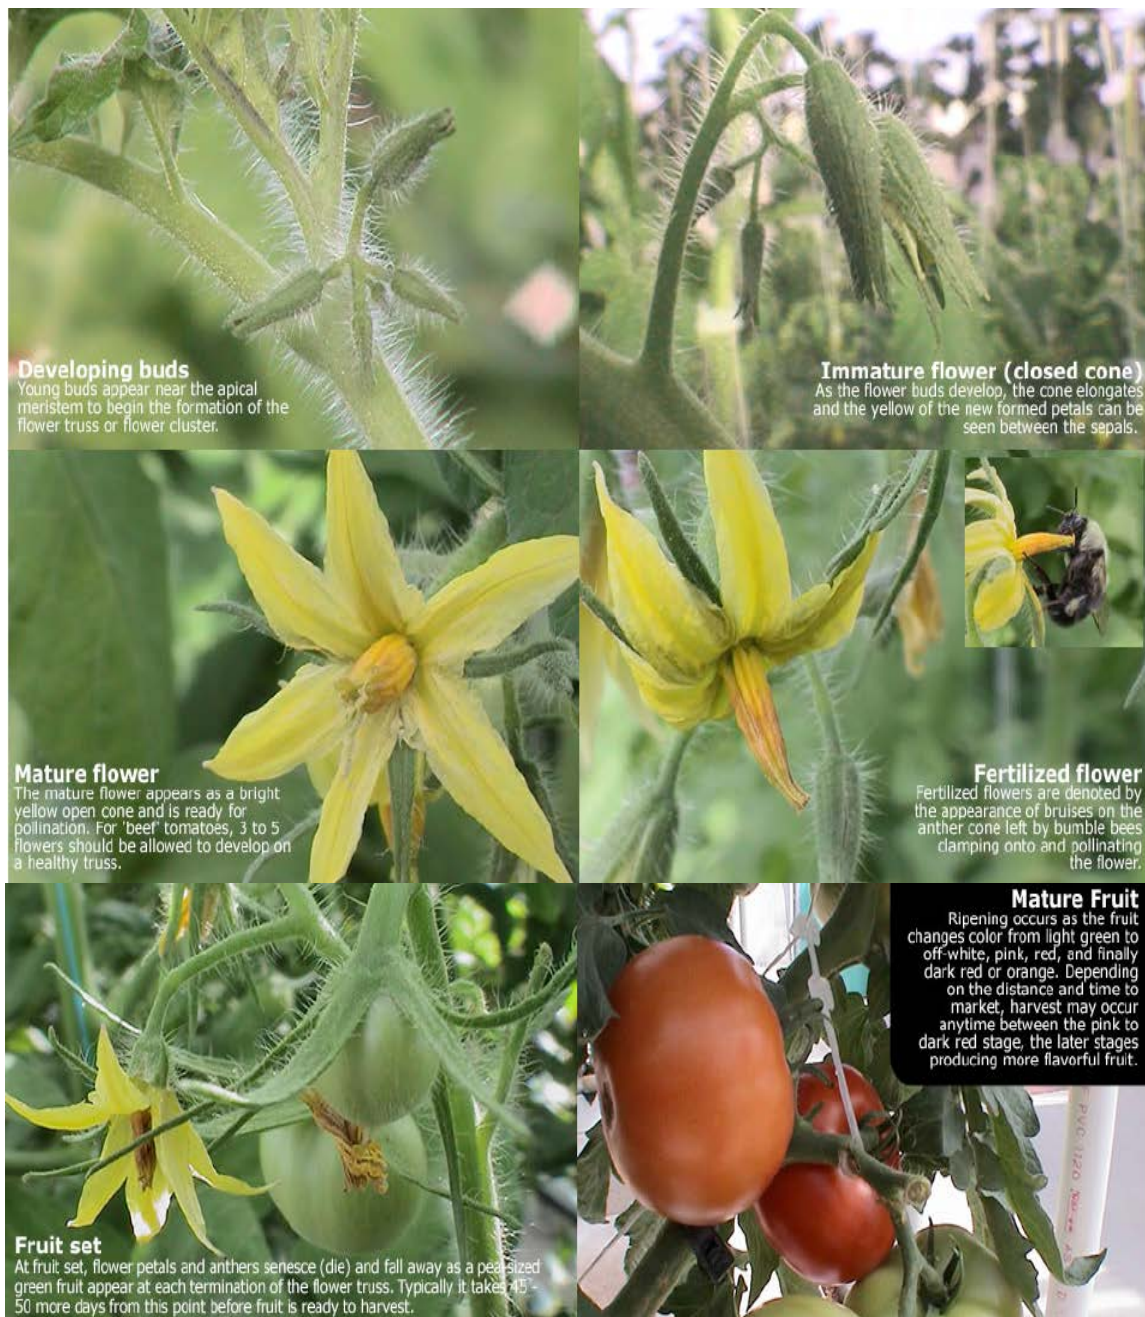 Developing buds
Young buds appear near the apical
meristem to begin the formation of the
flower truss or flower cluster.
Immature flower (closed cone)
As the flower buds develop, the cone elongates
and the yellow of the new formed petals can be
seen between the sepals.
Mature flower
The mature flower appears as a bright
yellow open cone and is ready for
pollination. For 'beef' tomatoes, 3 to 5
flowers should be allowed to develop on
a healthy truss.
Fertilized flower
Fertilized flowers are denoted by
the appearance of bruises on the
anther cone left by bumble bees
clamping onto and pollinating
the flower.
Fruit set
At fruit set, flower petals and anthers senesce (die) and fall away as a pea-sized
green fruit appear at each termination of the flower truss. Typically it takes 45 -
50 more days from this point before fruit is ready to harvest.
Mature Fruit
Ripening occurs as the fruit
changes color from light green to
off-white, pink, red, and finally
dark red or orange. Depending
on the distance and time to
market, harvest may occur
anytime between the pink to
dark red stage, the later stages
producing more flavorful fruit.
PVC 1120